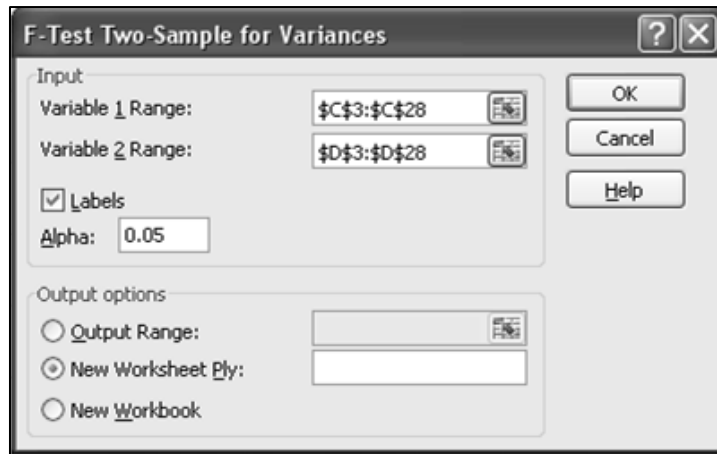 F-Test Two-Sample for Variances
Input
Variable 1 Range:
$C$3:$C$28
Variable 2 Range:
$D$3:$D$28
Labels
Alpha:
0.05
OK
Cancel
Help
Output options
Output Range:
New Worksheet Ply:
New Workbook